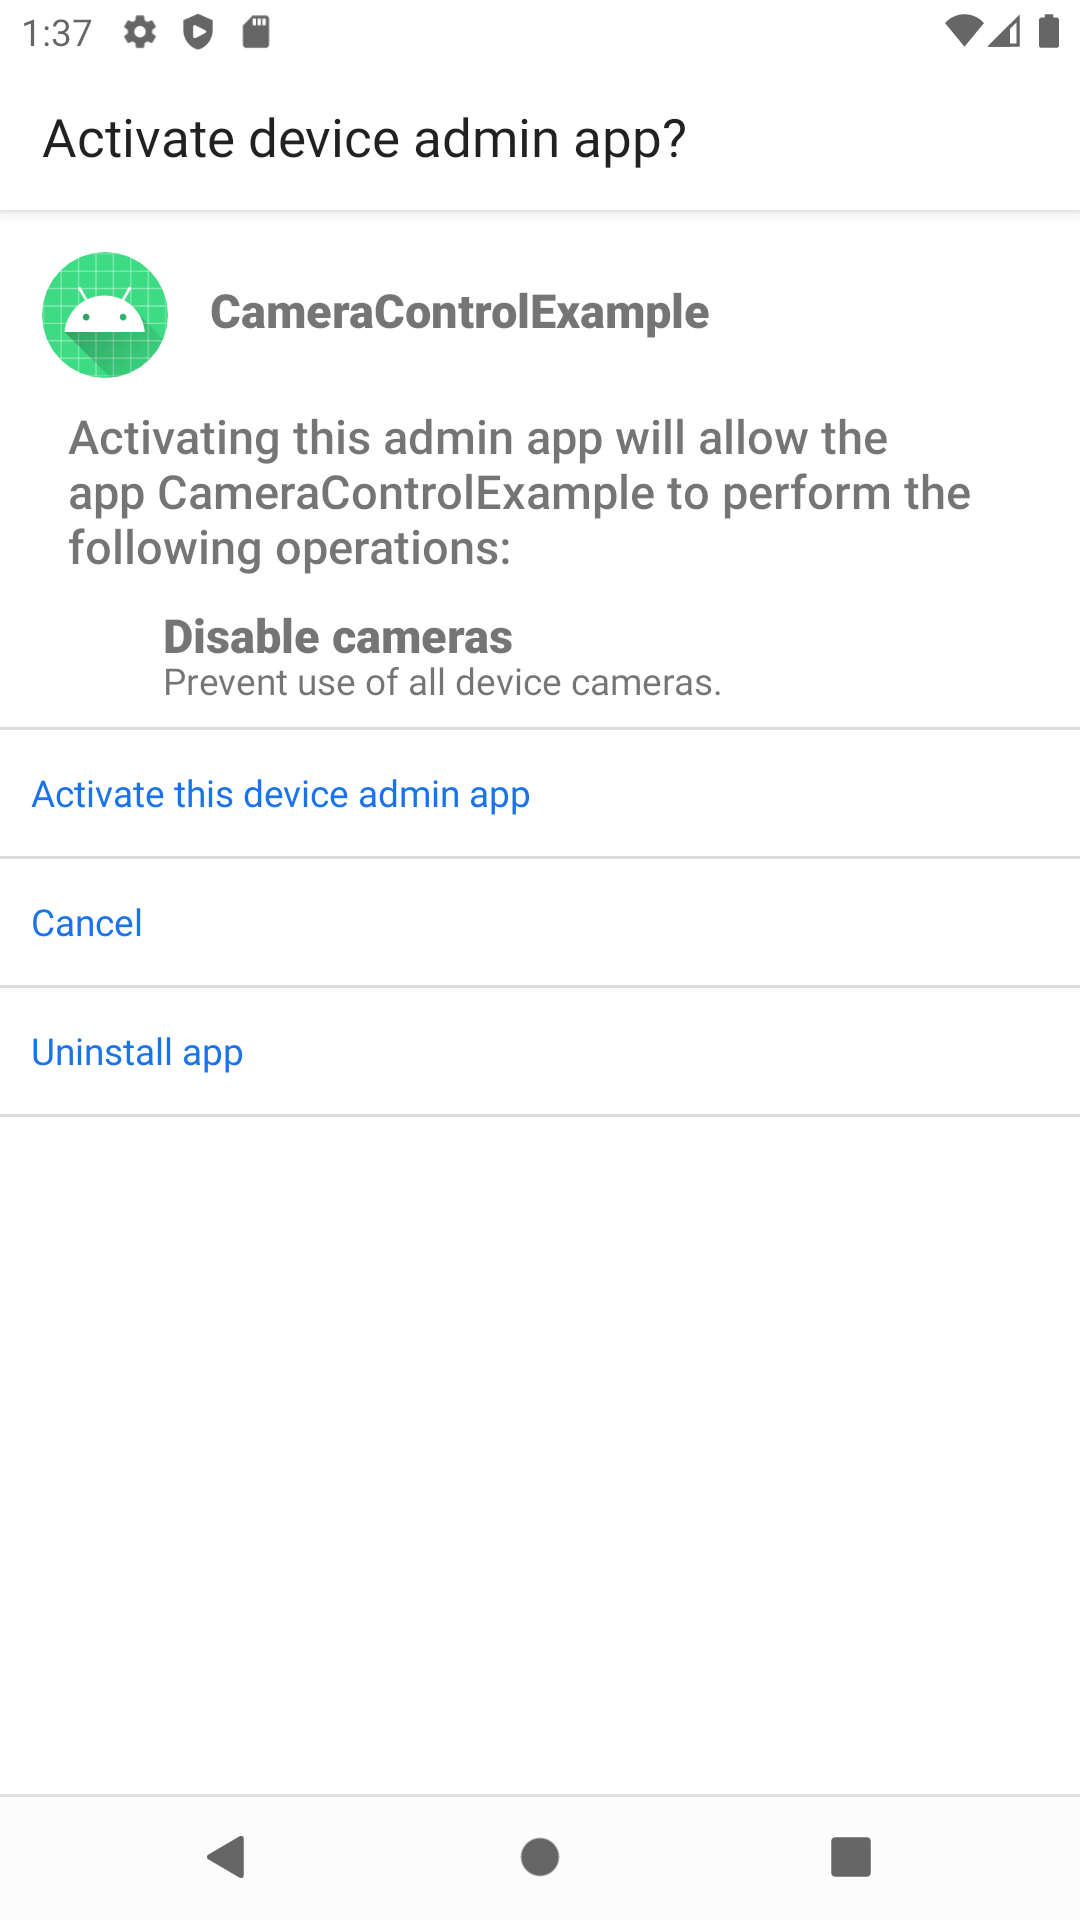 1:37
Activate device admin app?
CameraControlExample
Activating this admin app will allow the
app CameraControlExample to perform the
following operations:
Disable cameras
Prevent use of all device cameras.
Activate this device admin app
Cancel
Uninstall app